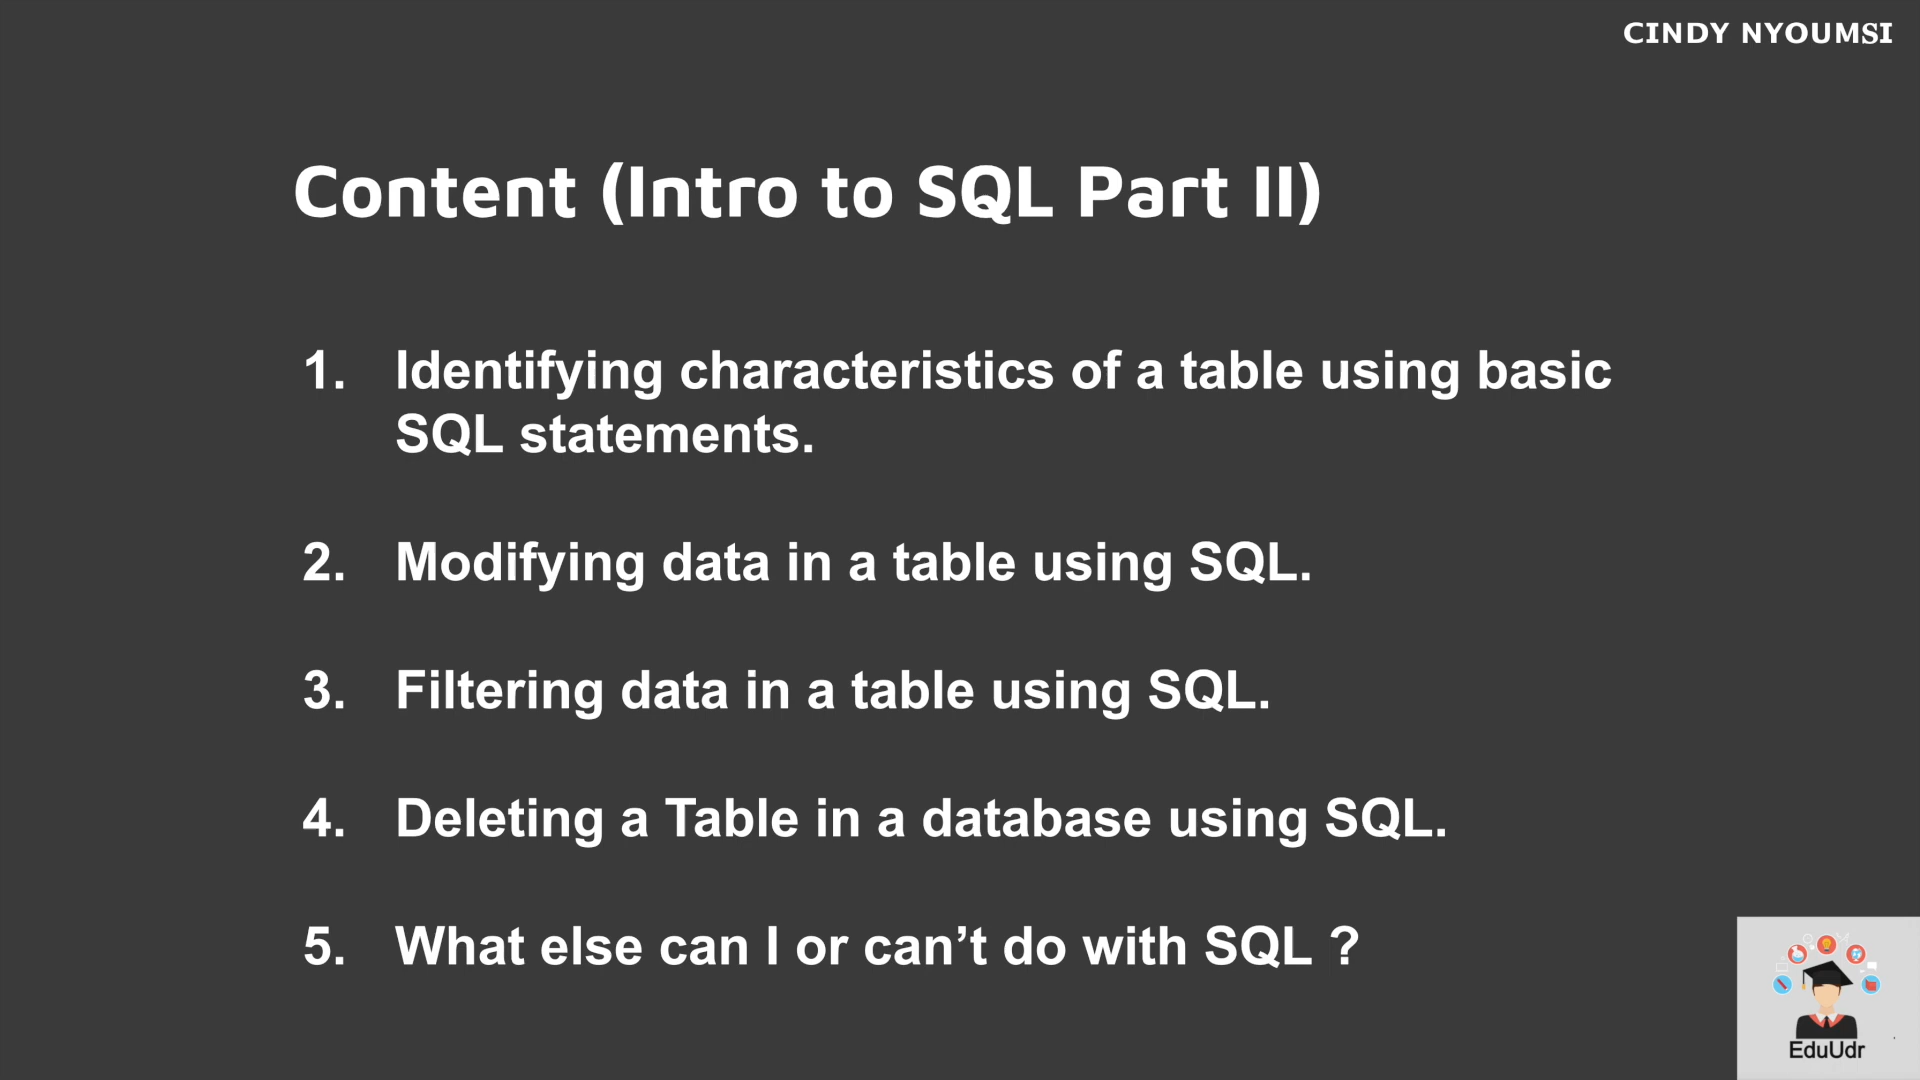 CINDY NYOUMSI
Content (Intro to SQL Part II)
1. Identifying characteristics of a table using basic
SQL statements.
2. Modifying data in a table using SQL.
3. Filtering data in a table using SQL.
4. Deleting a Table in a database using SQL.
5. What else can I or can’t do with SQL ?
EduUdr